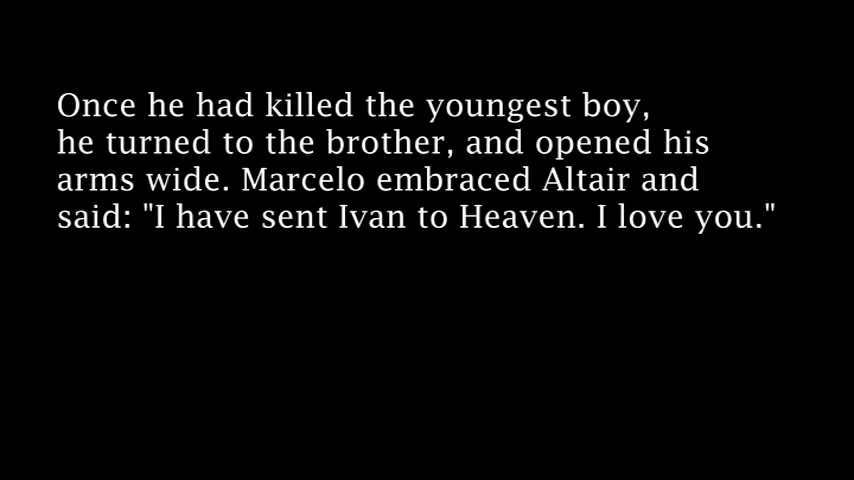 Once he had killed the youngest boy,
he turned to the brother, and opened his
arms wide. Marcelo embraced Altair and
said: "I have sent Ivan to Heaven. I love you."